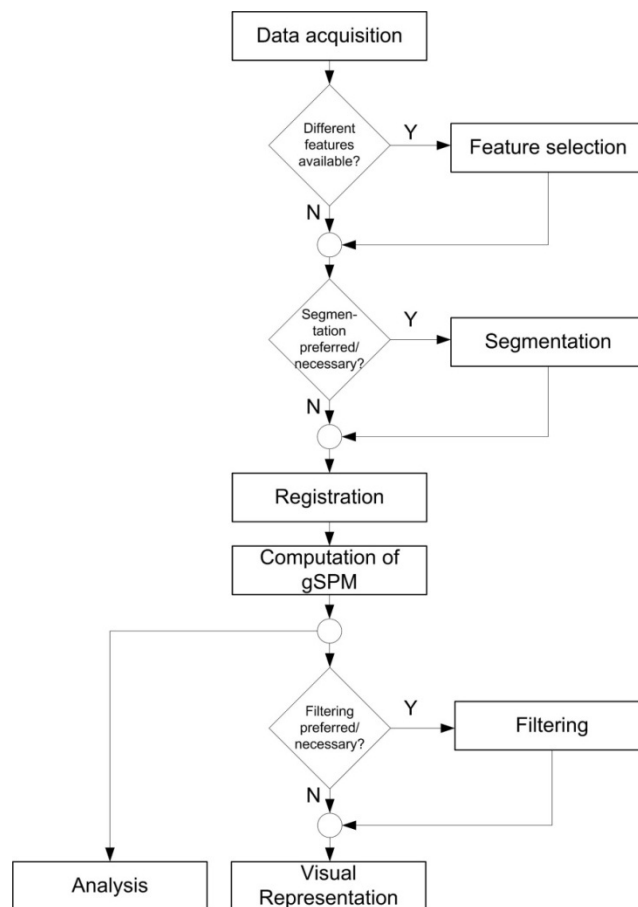 Data acquisition
Different
features
available?
Y
Feature selection
N
Segmen-
tation
preferred/
necessary?
Y
Segmentation
N
Registration
Computation of
gSPM
Filtering
preferred/
necessary?
Y
Filtering
N
Analysis
Visual
Representation